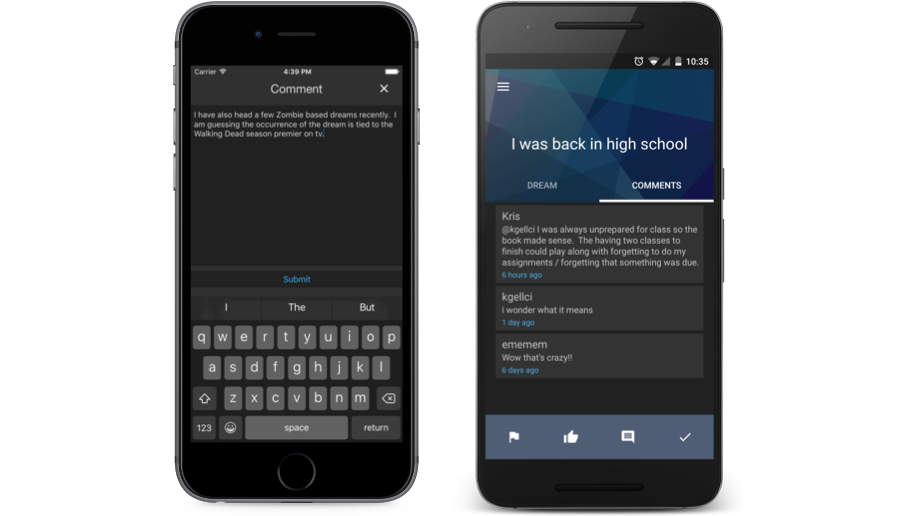 Carrier 4:39 PM
Comment
I have also head a few Zombie based dreams recently.  I
am guessing the occurrence of the dream is tied to the
Walking Dead season premier on tv.
Submit
I The But
q w e r t y u i o p
a s d f g h j k l
z x c v b n m
123 space return
10:35
I was back in high school
DREAM COMMENTS
Kris
@kgellci I was always unprepared for class so the
book made sense.  The having two classes to
finish could play along with forgetting to do my
assignments / forgetting that something was due.
6 hours ago
kgellci
i wonder what it means
1 day ago
ememem
Wow that's crazy!!
6 days ago